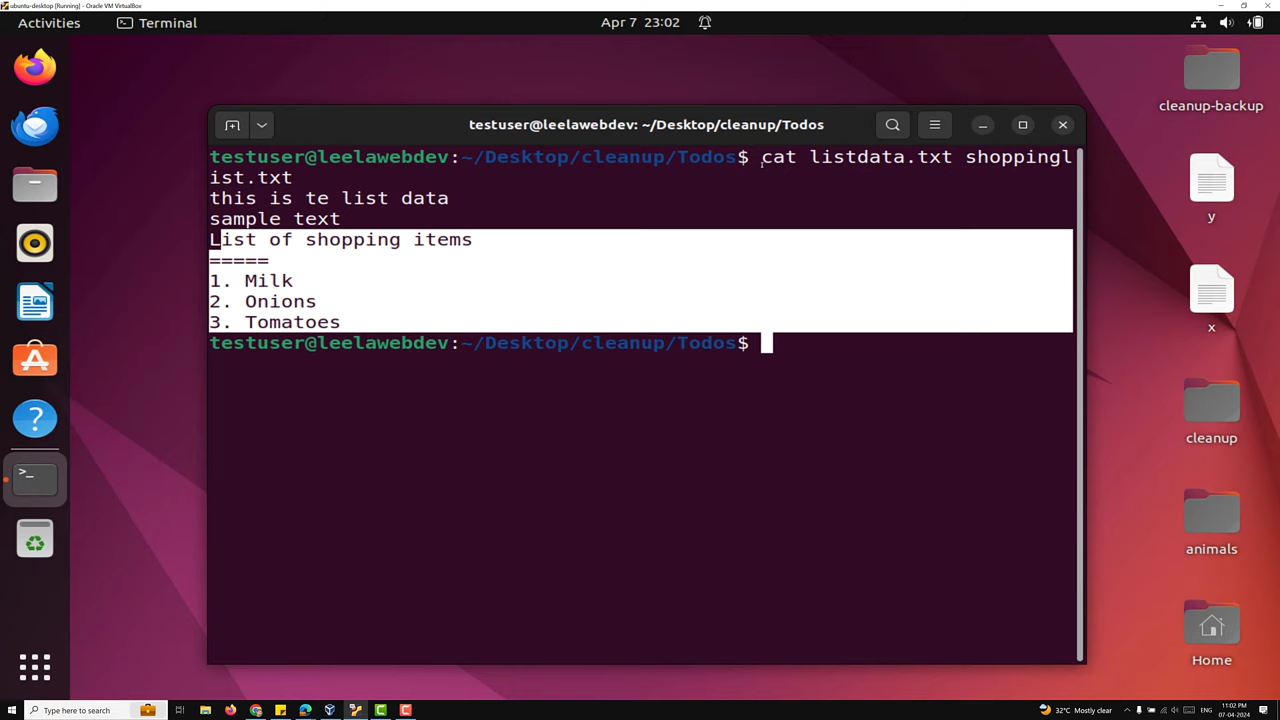 ubuntu-desktop [Running] - Oracle VM VirtualBox
Activities
Terminal
Apr 7 23:02
testuser@leelawebdev: ~/Desktop/cleanup/Todos
testuser@leelawebdev:~/Desktop/cleanup/Todos$ cat listdata.txt shoppingl
ist.txt
this is te list data
sample text
List of shopping items
=====
1. Milk
2. Onions
3. Tomatoes
testuser@leelawebdev:~/Desktop/cleanup/Todos$
cleanup-backup
y
x
cleanup
animals
Home
Type here to search
32°C Mostly clear
ENG
11:02 PM
07-04-2024